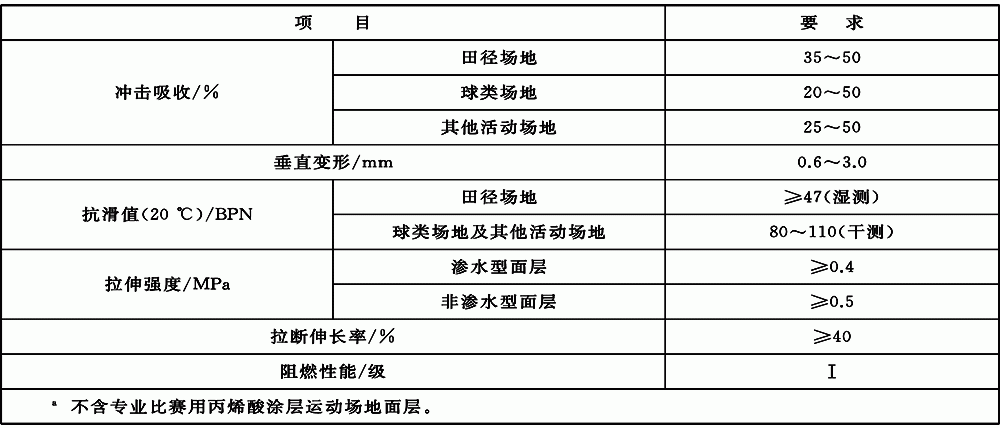 项 目 要 求
冲击吸收/% 田径场地 35～50
球类场地 20～50
其他活动场地 25～50
垂直变形/mm 0.6～3.0
抗滑值(20 ℃)/BPN 田径场地 ≥47(湿测)
球类场地及其他活动场地 80～110(干测)
拉伸强度/MPa 渗水型面层 ≥0.4
非渗水型面层 ≥0.5
拉断伸长率/% ≥40
阻燃性能/级 Ⅰ
a 不含专业比赛用丙烯酸涂层运动场地面层。